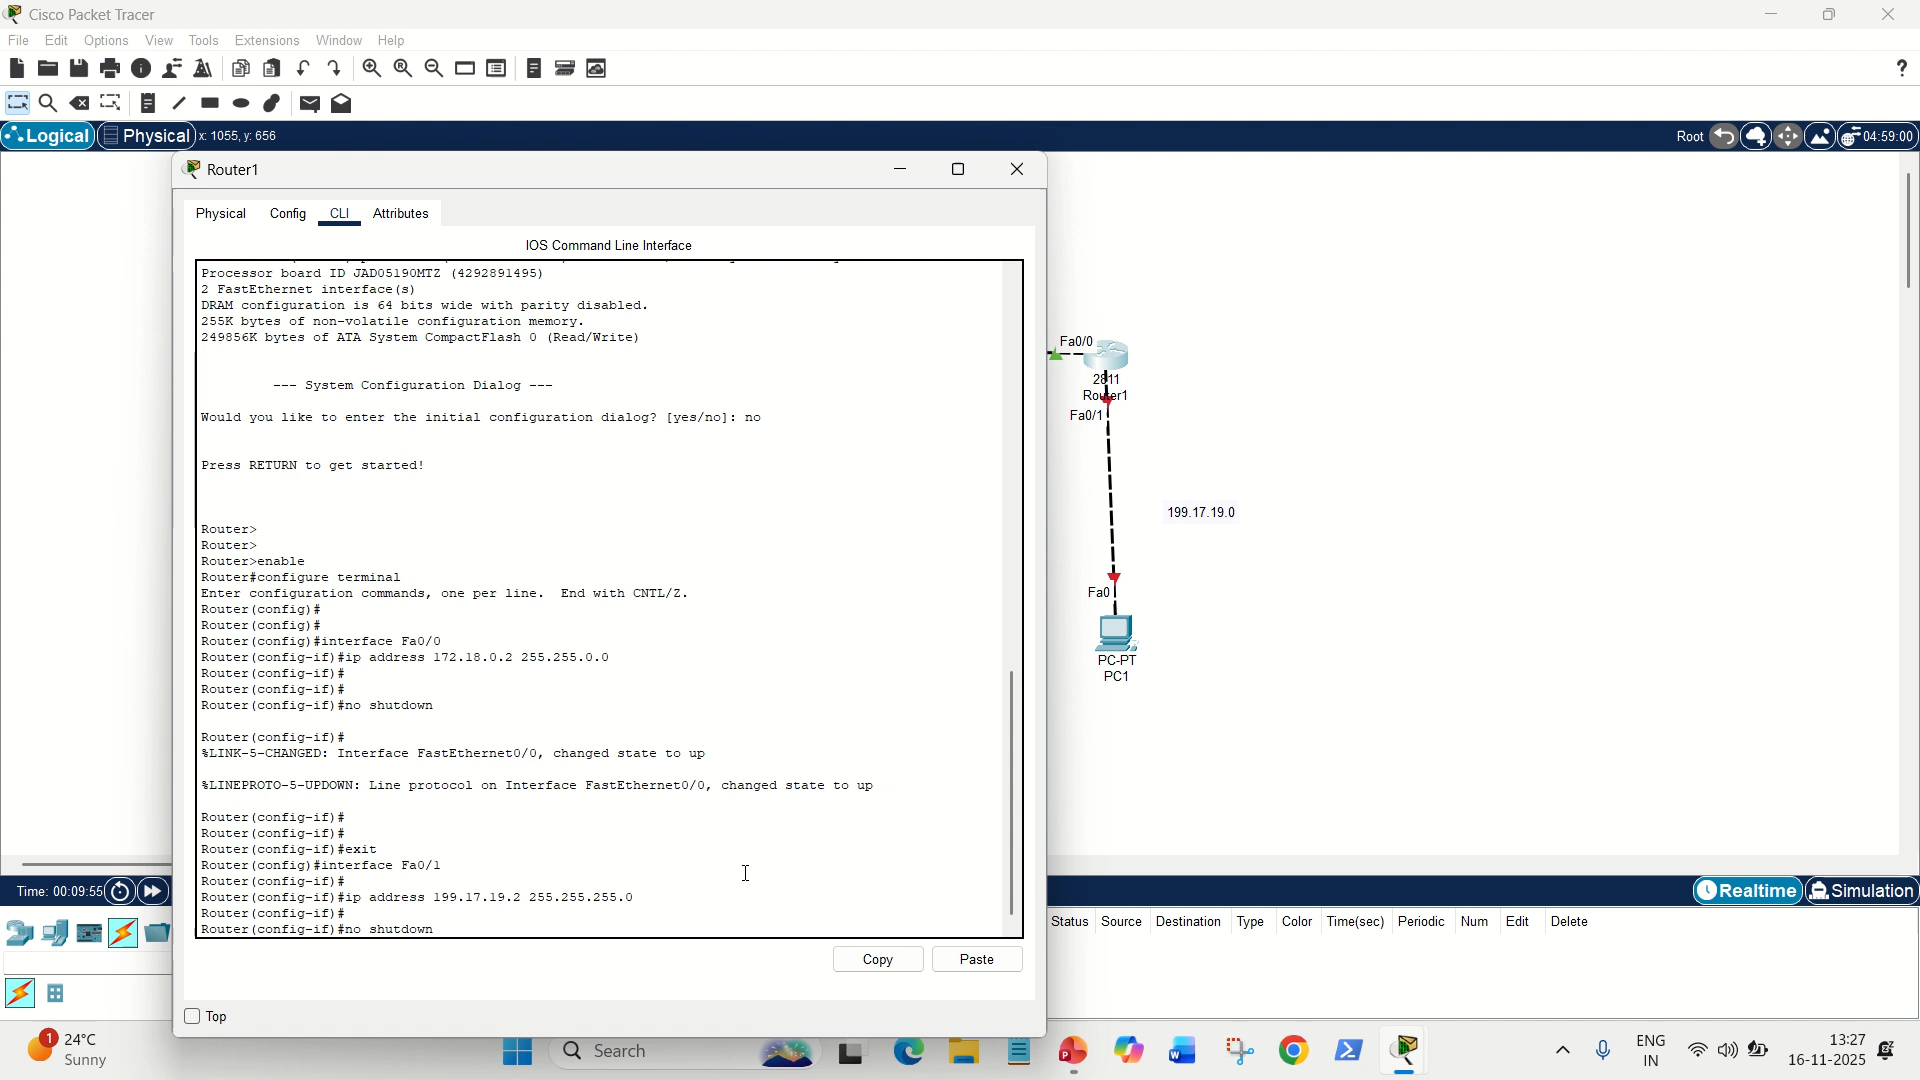 Cisco Packet Tracer
File Edit Options View Tools Extensions Window Help
?
Logical Physical x: 1055, y: 656
Root 04:59:00
Router1
Physical Config CLI Attributes
IOS Command Line Interface
Processor board ID JAD05190MTZ (4292891495)
2 FastEthernet interface(s)
DRAM configuration is 64 bits wide with parity disabled.
255K bytes of non-volatile configuration memory.
249856K bytes of ATA System CompactFlash 0 (Read/Write)
--- System Configuration Dialog ---
Would you like to enter the initial configuration dialog? [yes/no]: no
Press RETURN to get started!
Router>
Router>
Router>enable
Router#configure terminal
Enter configuration commands, one per line.  End with CNTL/Z.
Router(config)#
Router(config)#
Router(config)#interface Fa0/0
Router(config-if)#ip address 172.18.0.2 255.255.0.0
Router(config-if)#
Router(config-if)#
Router(config-if)#no shutdown
Router(config-if)#
%LINK-5-CHANGED: Interface FastEthernet0/0, changed state to up
%LINEPROTO-5-UPDOWN: Line protocol on Interface FastEthernet0/0, changed state to up
Router(config-if)#
Router(config-if)#
Router(config-if)#exit
Router(config)#interface Fa0/1
Router(config-if)#
Router(config-if)#ip address 199.17.19.2 255.255.255.0
Router(config-if)#
Router(config-if)#no shutdown
Copy Paste
Top
Fa0/0
2811
Router1
Fa0/1
199.17.19.0
Fa0
PC-PT
PC1
Time: 00:09:55
Realtime Simulation
Status Source Destination Type Color Time(sec) Periodic Num Edit Delete
1
24°C
Sunny
Search
ENG
IN
13:27
16-11-2025